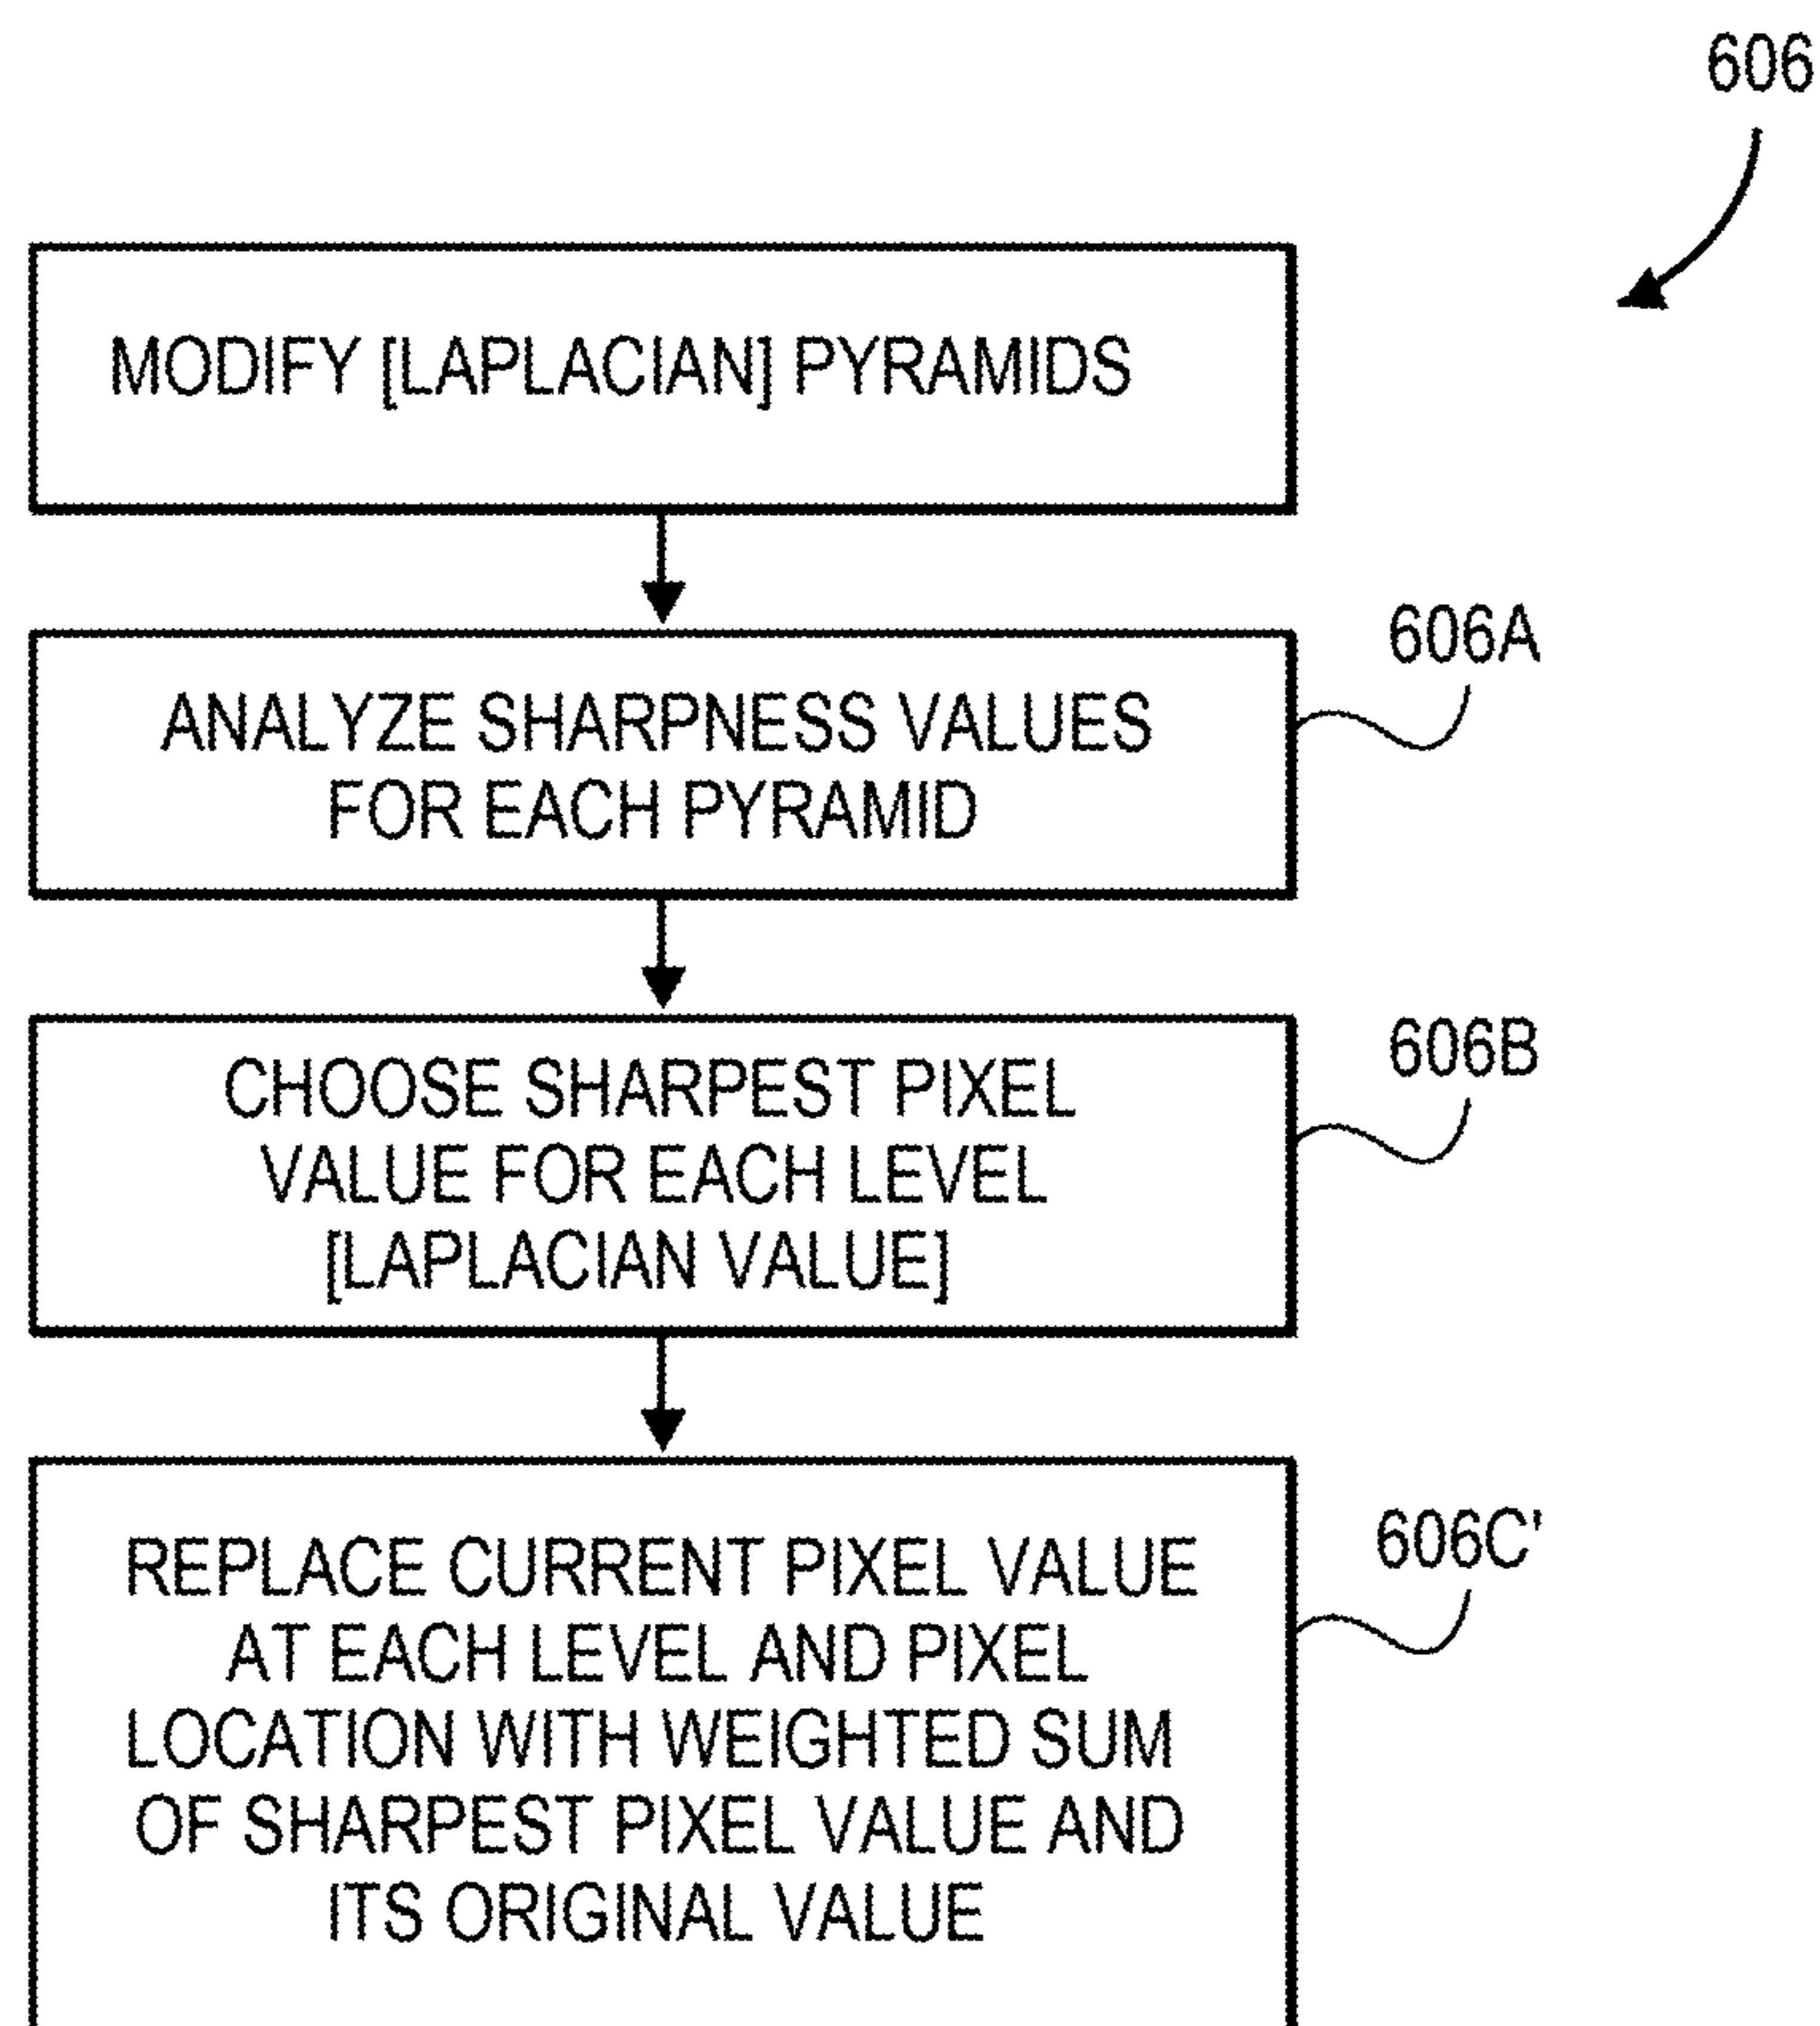 606
MODIFY [LAPLACIAN] PYRAMIDS
606A
ANALYZE SHARPNESS VALUES
FOR EACH PYRAMID
606B
CHOOSE SHARPEST PIXEL
VALUE FOR EACH LEVEL
[LAPLACIAN VALUE]
606C'
REPLACE CURRENT PIXEL VALUE
AT EACH LEVEL AND PIXEL
LOCATION WITH WEIGHTED SUM
OF SHARPEST PIXEL VALUE AND
ITS ORIGINAL VALUE